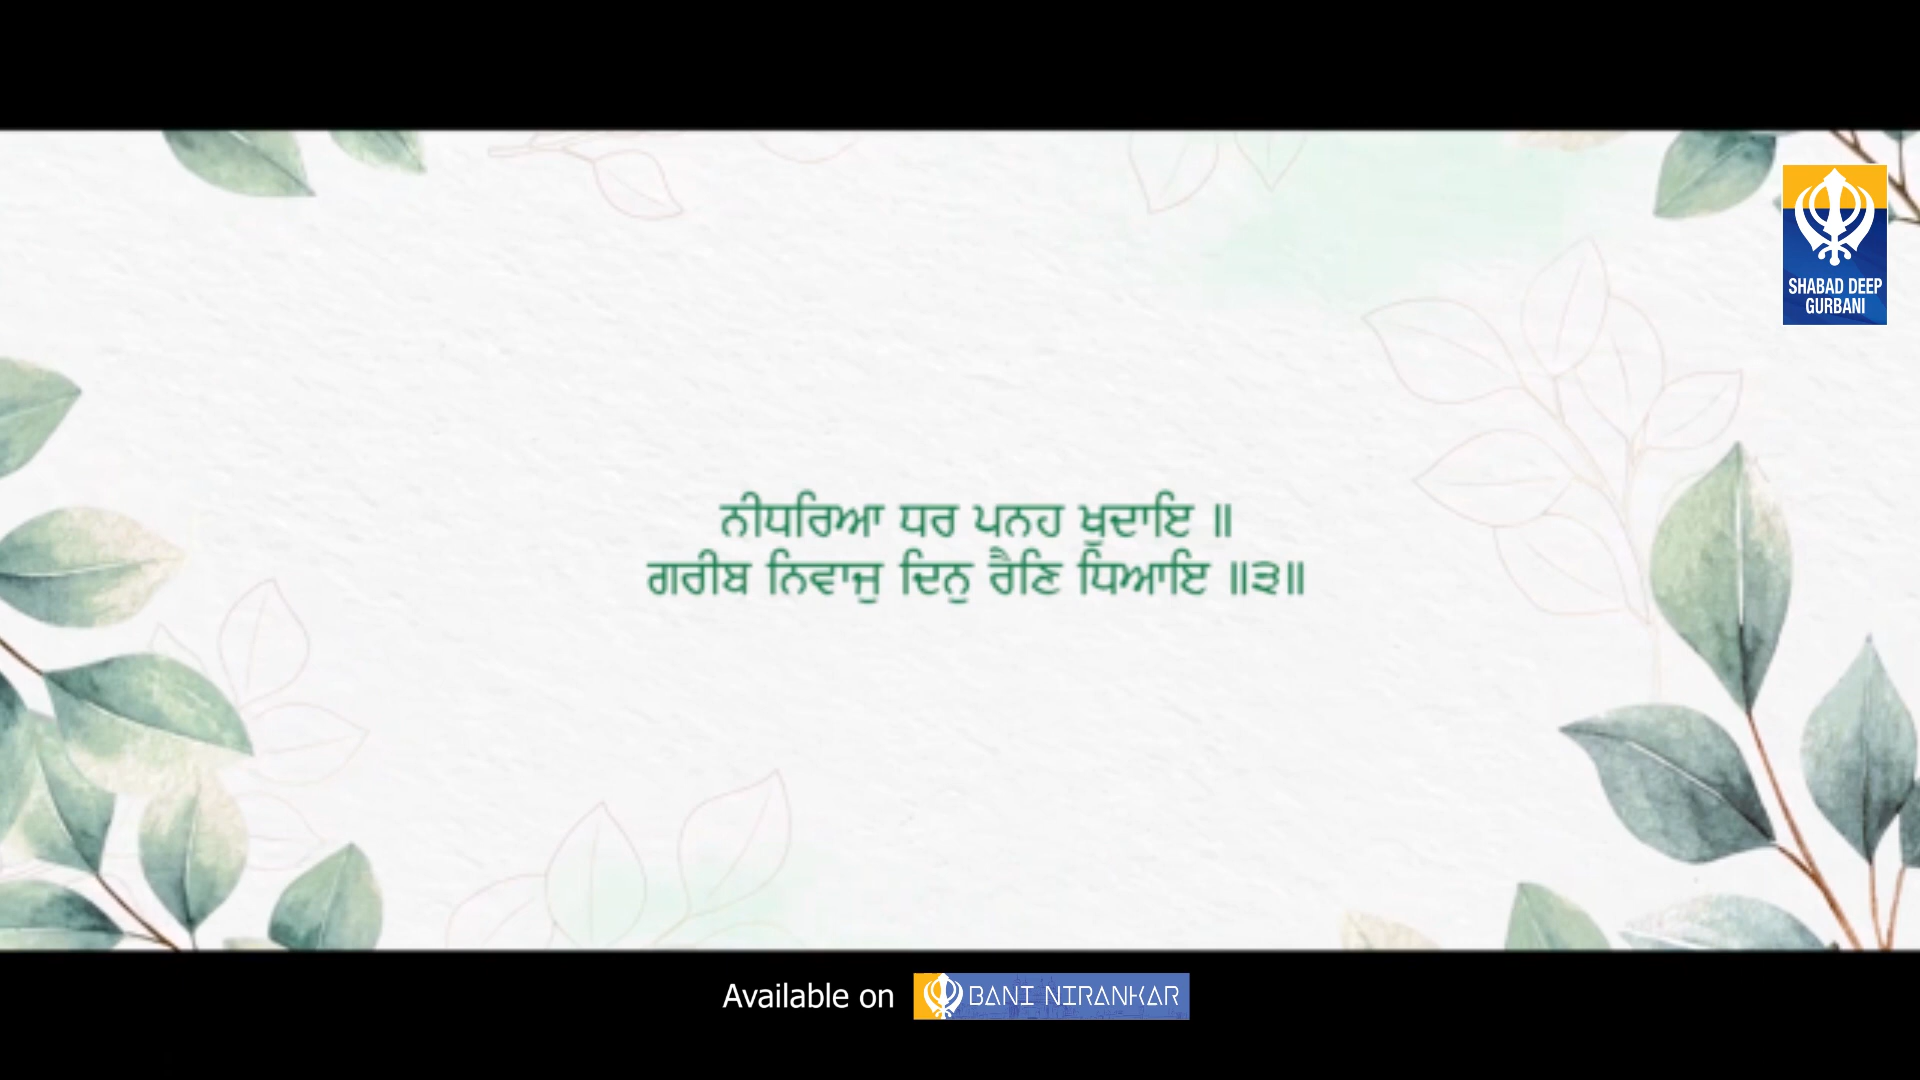 SHABAD DEEP
GURBANI
ਨੀਧਰਿਆ ਧਰ ਪਨਹ ਖੁਦਾਇ ॥
ਗਰੀਬ ਨਿਵਾਜੁ ਦਿਨੁ ਰੈਣਿ ਧਿਆਇ ॥੩॥
Available on BANI NIRANKAR